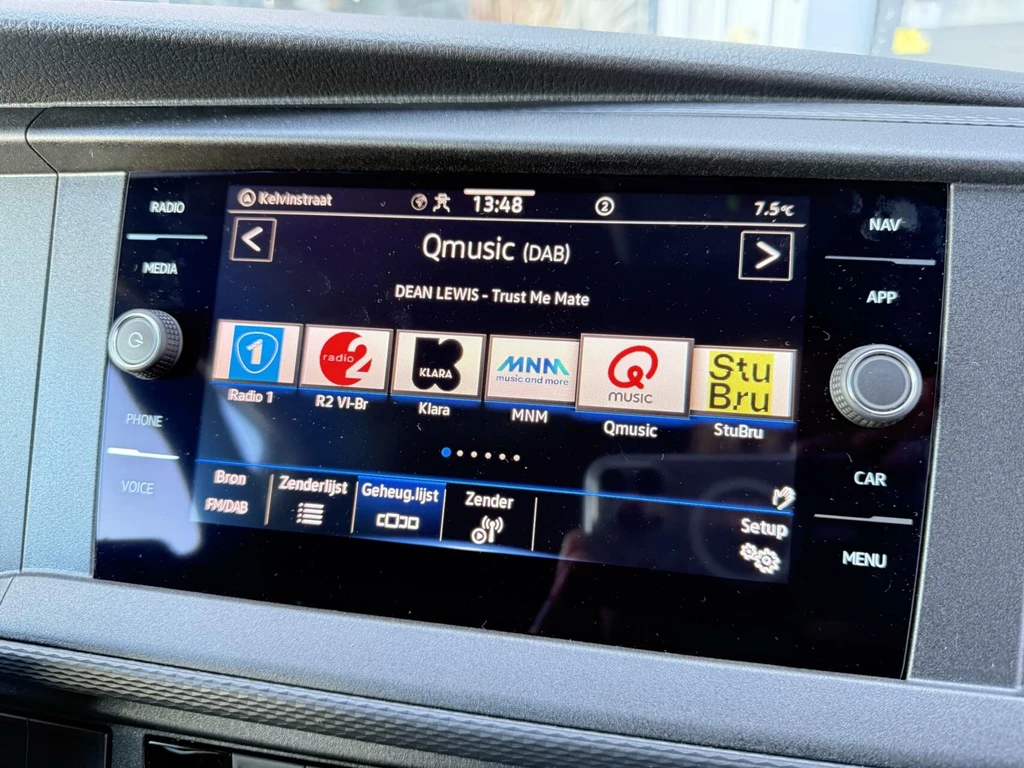 RADIO
MEDIA
PHONE
VOICE
Kelvinstraat 13:48 2 7.5°C
Qmusic (DAB)
DEAN LEWIS - Trust Me Mate
1 radio2 KLARA MNM music and more Q MUSIC Stu Bru
Radio 1 R2 Vl-Br Klara MNM Qmusic StuBru
Bron Zenderlijst Geheug.lijst Zender Setup
FM/DAB
NAV
APP
CAR
MENU